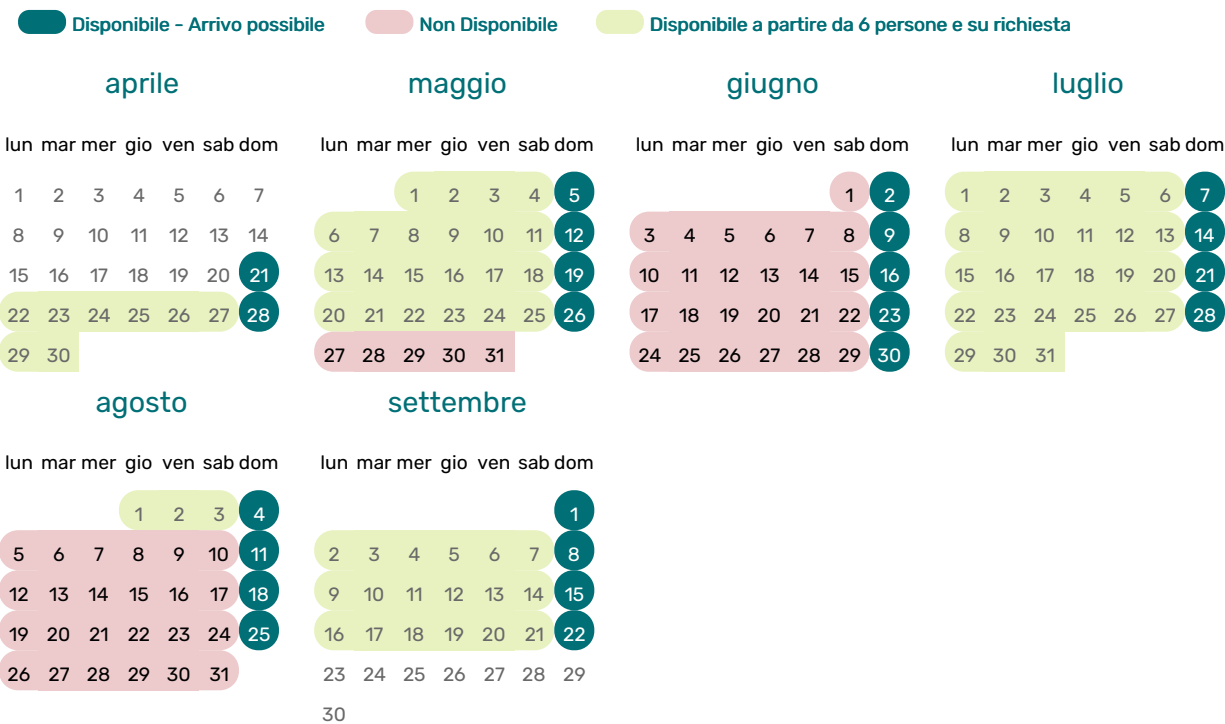 Disponibile - Arrivo possibile Non Disponibile Disponibile a partire da 6 persone e su richiesta
aprile maggio giugno luglio
lun mar mer gio ven sab dom lun mar mer gio ven sab dom lun mar mer gio ven sab dom lun mar mer gio ven sab dom
1 2 3 4 5 6 7 1 2 3 4 5 1 2 1 2 3 4 5 6 7
8 9 10 11 12 13 14 6 7 8 9 10 11 12 3 4 5 6 7 8 9 8 9 10 11 12 13 14
15 16 17 18 19 20 21 13 14 15 16 17 18 19 10 11 12 13 14 15 16 15 16 17 18 19 20 21
22 23 24 25 26 27 28 20 21 22 23 24 25 26 17 18 19 20 21 22 23 22 23 24 25 26 27 28
29 30 27 28 29 30 31 24 25 26 27 28 29 30 29 30 31
agosto settembre
lun mar mer gio ven sab dom lun mar mer gio ven sab dom
1 2 3 4 1
5 6 7 8 9 10 11 2 3 4 5 6 7 8
12 13 14 15 16 17 18 9 10 11 12 13 14 15
19 20 21 22 23 24 25 16 17 18 19 20 21 22
26 27 28 29 30 31 23 24 25 26 27 28 29
30